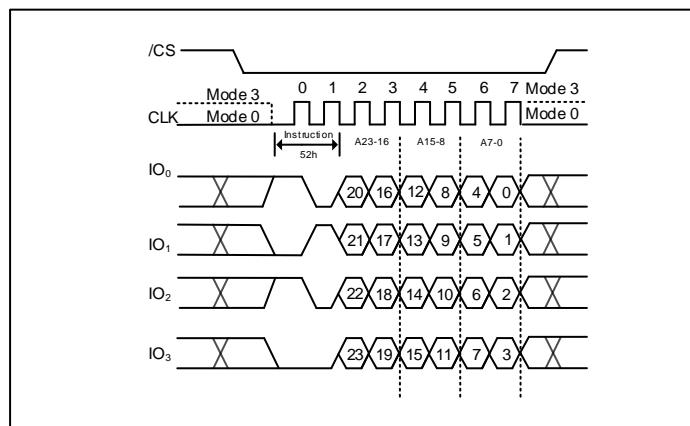 /CS
0 1 2 3 4 5 6 7
Mode 3 Mode 3
CLK Mode 0 Mode 0
Instruction A23-16 A15-8 A7-0
52h
IO₀ 20 16 12 8 4 0
IO₁ 21 17 13 9 5 1
IO₂ 22 18 14 10 6 2
IO₃ 23 19 15 11 7 3